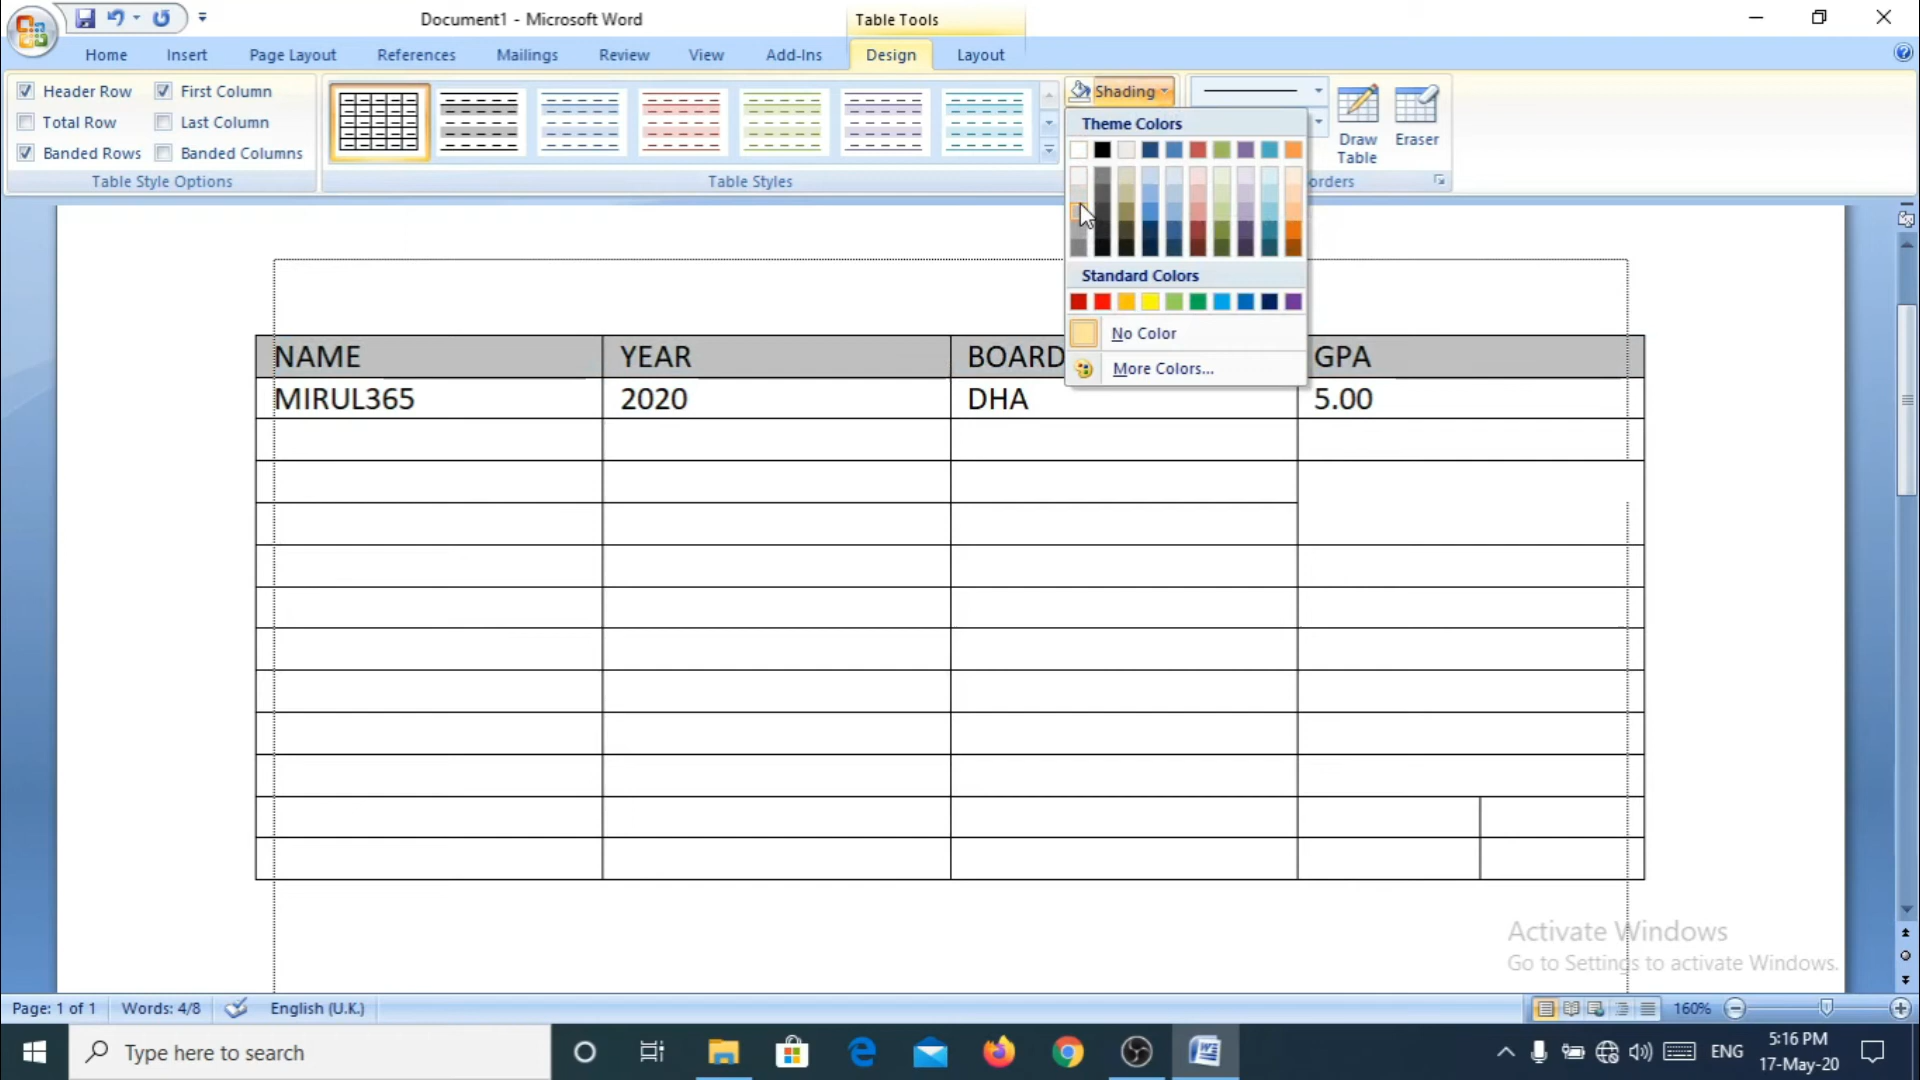 Document1 - Microsoft Word
Table Tools
Home Insert Page Layout References Mailings Review View Add-Ins Design Layout
Header Row First Column
Total Row Last Column
Banded Rows Banded Columns
Table Style Options
Table Styles
Shading
Draw Table
Eraser
orders
Theme Colors
Standard Colors
No Color
More Colors...
NAME YEAR BOARD GPA
MIRUL365 2020 DHA 5.00
Activate Windows
Go to Settings to activate Windows.
Page: 1 of 1 Words: 4/8 English (U.K.) 160%
Type here to search
ENG
5:16 PM
17-May-20